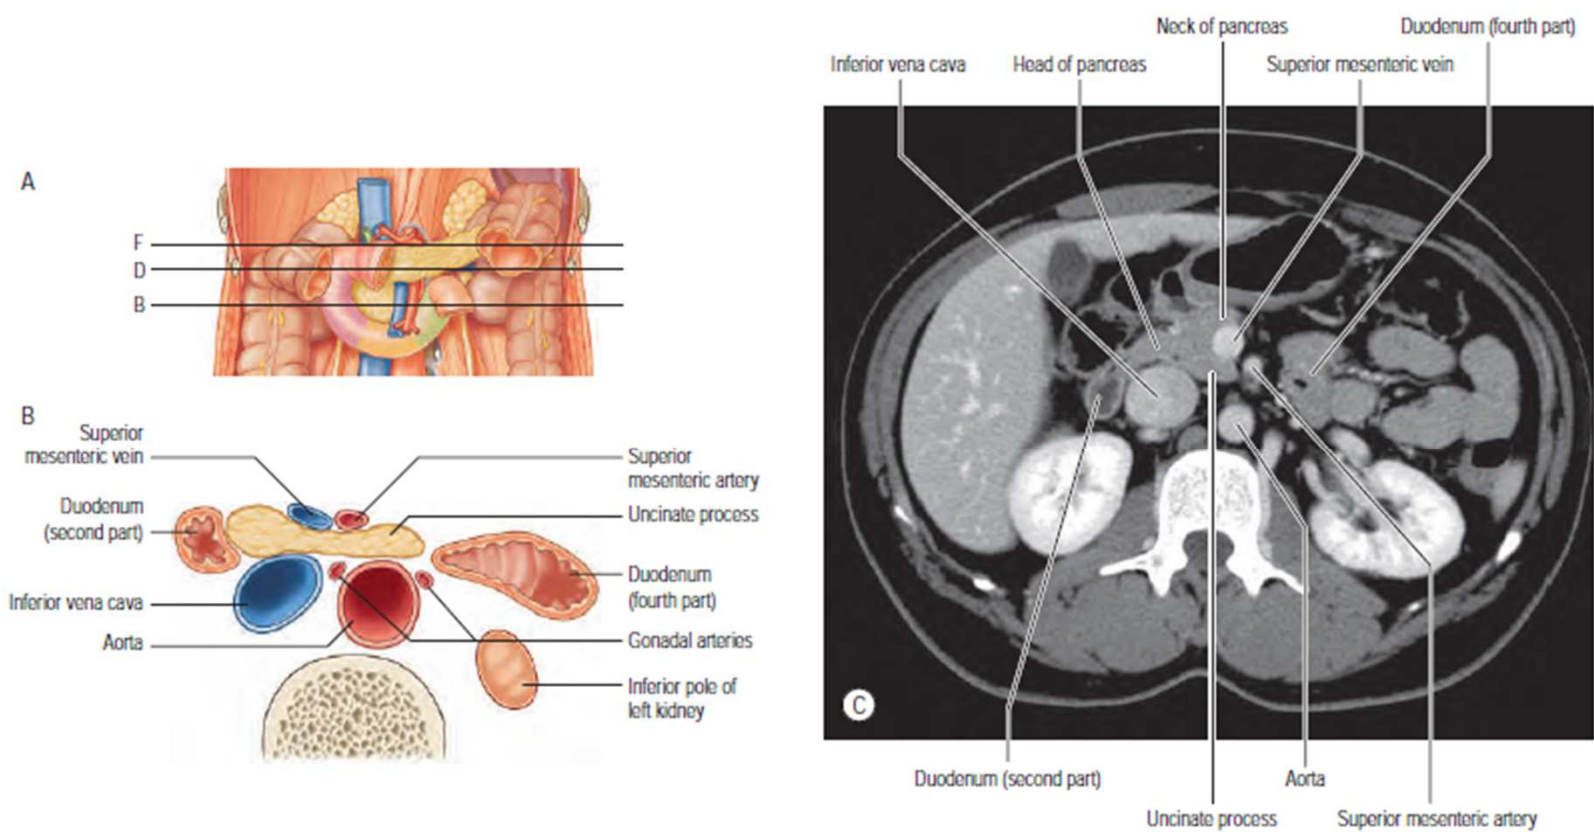 A
F
D
B
B
Superior
mesenteric vein
Duodenum
(second part)
Inferior vena cava
Aorta
Superior
mesenteric artery
Uncinate process
Duodenum
(fourth part)
Gonadal arteries
Inferior pole of
left kidney
Neck of pancreas
Duodenum (fourth part)
Inferior vena cava
Head of pancreas
Superior mesenteric vein
C
Duodenum (second part)
Aorta
Uncinate process
Superior mesenteric artery